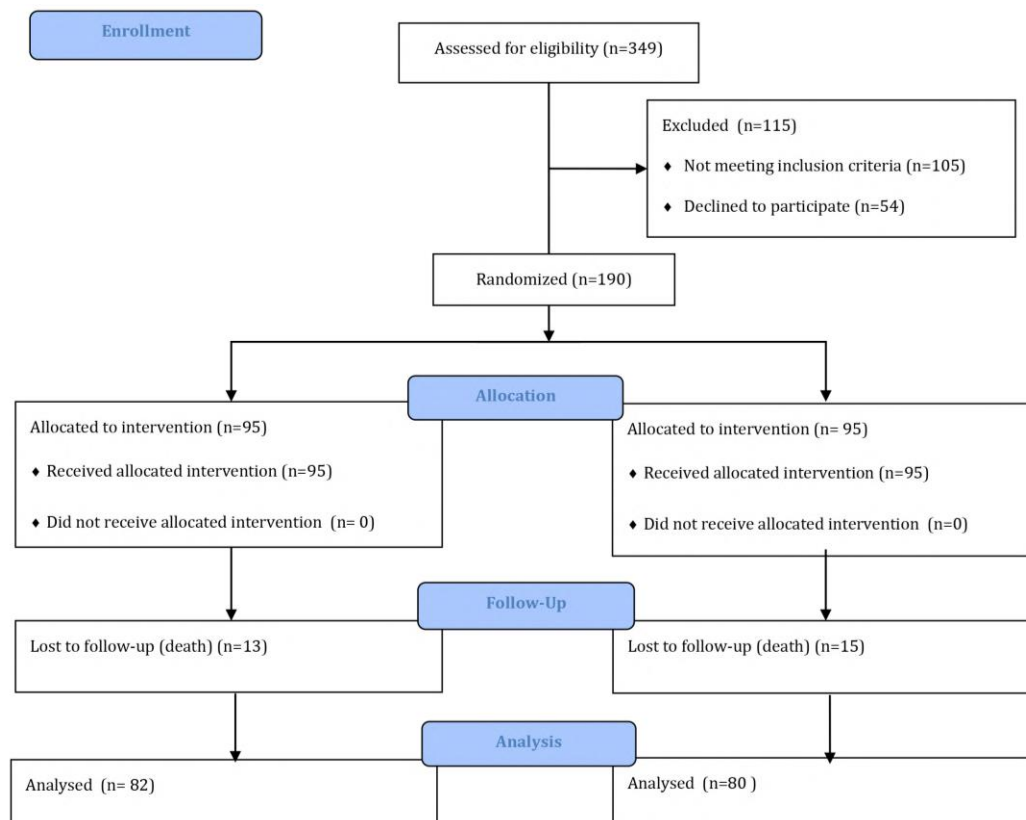 Enrollment
Assessed for eligibility (n=349)
Excluded (n=115)
♦ Not meeting inclusion criteria (n=105)
♦ Declined to participate (n=54)
Randomized (n=190)
Allocation
Allocated to intervention (n=95)
♦ Received allocated intervention (n=95)
♦ Did not receive allocated intervention (n= 0)
Allocated to intervention (n= 95)
♦ Received allocated intervention (n=95)
♦ Did not receive allocated intervention (n=0)
Follow-Up
Lost to follow-up (death) (n=13)
Lost to follow-up (death) (n=15)
Analysis
Analysed (n= 82)
Analysed (n=80 )